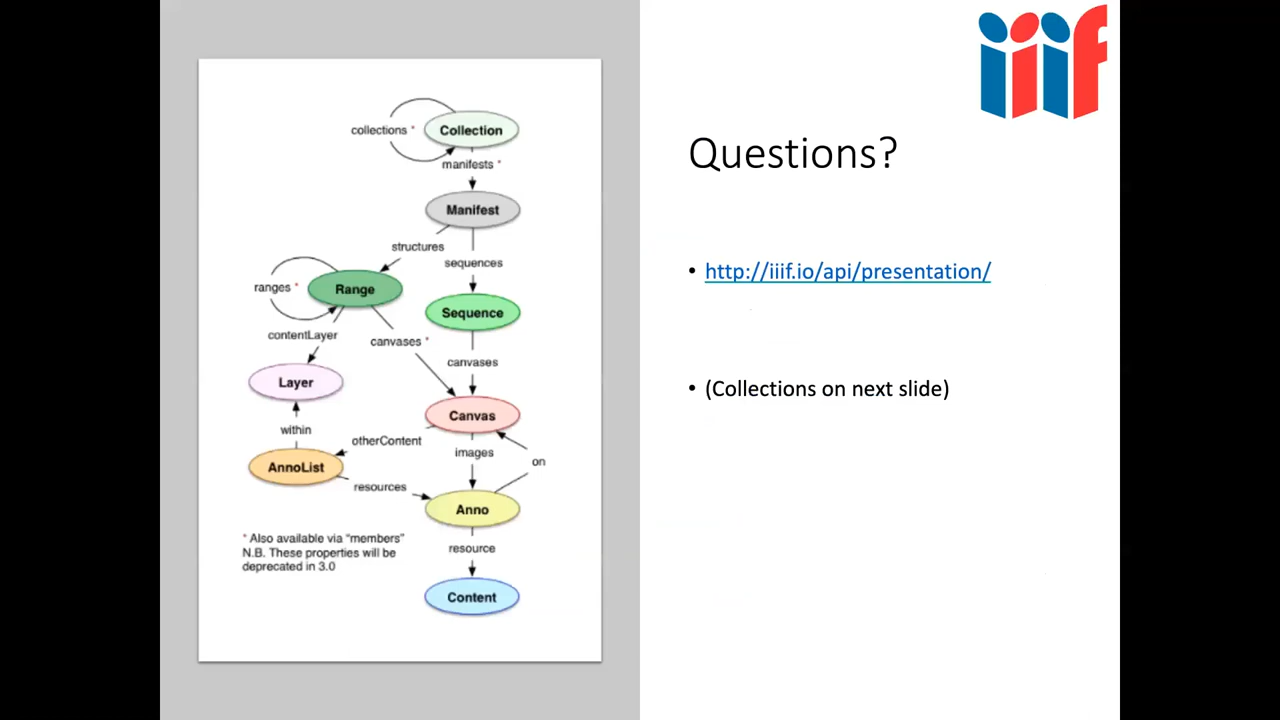 collections *
Collection
manifests *
Manifest
structures
sequences
ranges *
Range
Sequence
contentLayer
canvases *
canvases
Layer
Canvas
within
otherContent
images
on
AnnoList
resources
Anno
* Also available via "members"
N.B. These properties will be
deprecated in 3.0
resource
Content
iiif
Questions?
• http://iiif.io/api/presentation/
• (Collections on next slide)